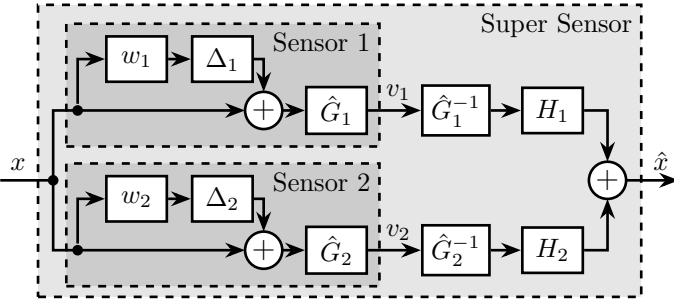 Super Sensor
Sensor 1
w₁ Δ₁
+ Ĝ₁ v₁ Ĝ₁⁻¹ H₁
x + x̂
Sensor 2
w₂ Δ₂
+ Ĝ₂ v₂ Ĝ₂⁻¹ H₂